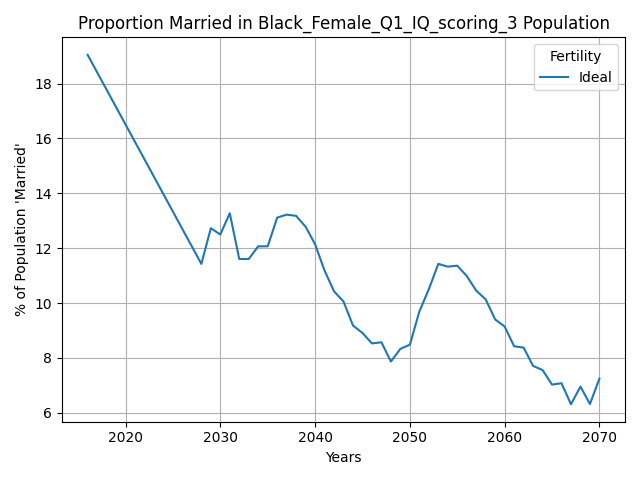 Proportion Married in Black_Female_Q1_IQ_scoring_3 Population
Fertility
Ideal
% of Population 'Married'
18
16
14
12
10
8
6
2020 2030 2040 2050 2060 2070
Years